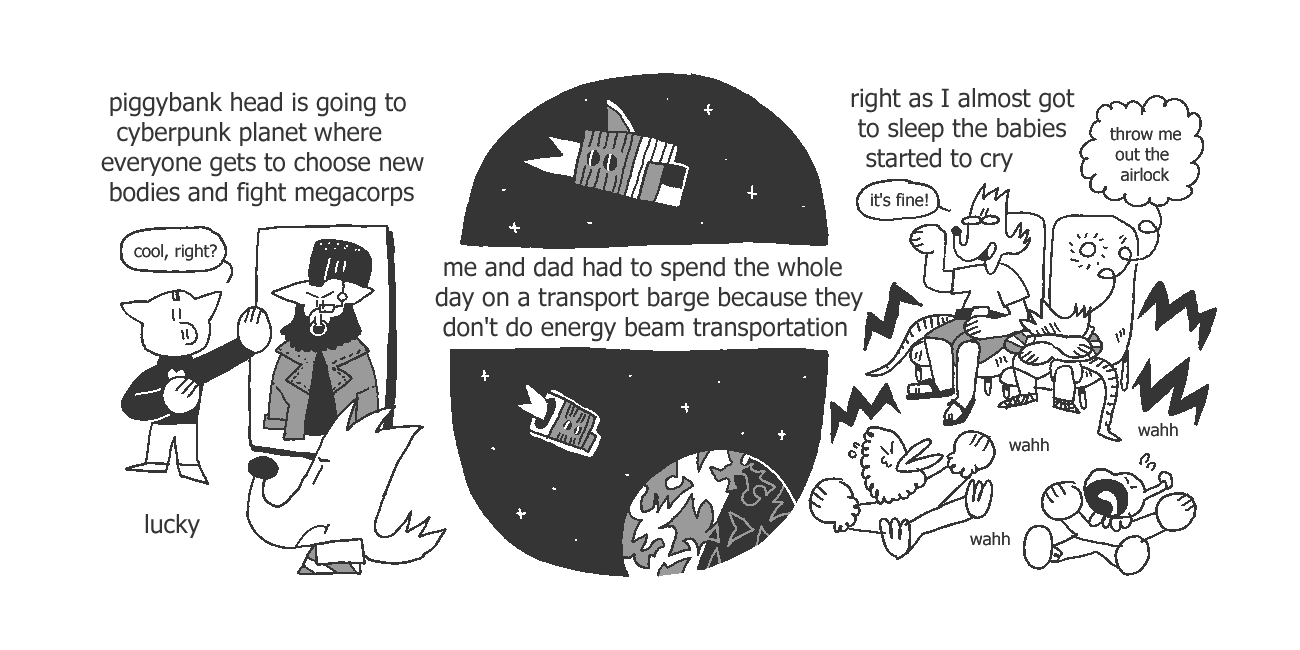 piggybank head is going to
cyberpunk planet where
everyone gets to choose new
bodies and fight megacorps
cool, right?
lucky
me and dad had to spend the whole
day on a transport barge because they
don't do energy beam transportation
right as I almost got
to sleep the babies
started to cry
throw me
out the
airlock
it's fine!
wahh
wahh
wahh